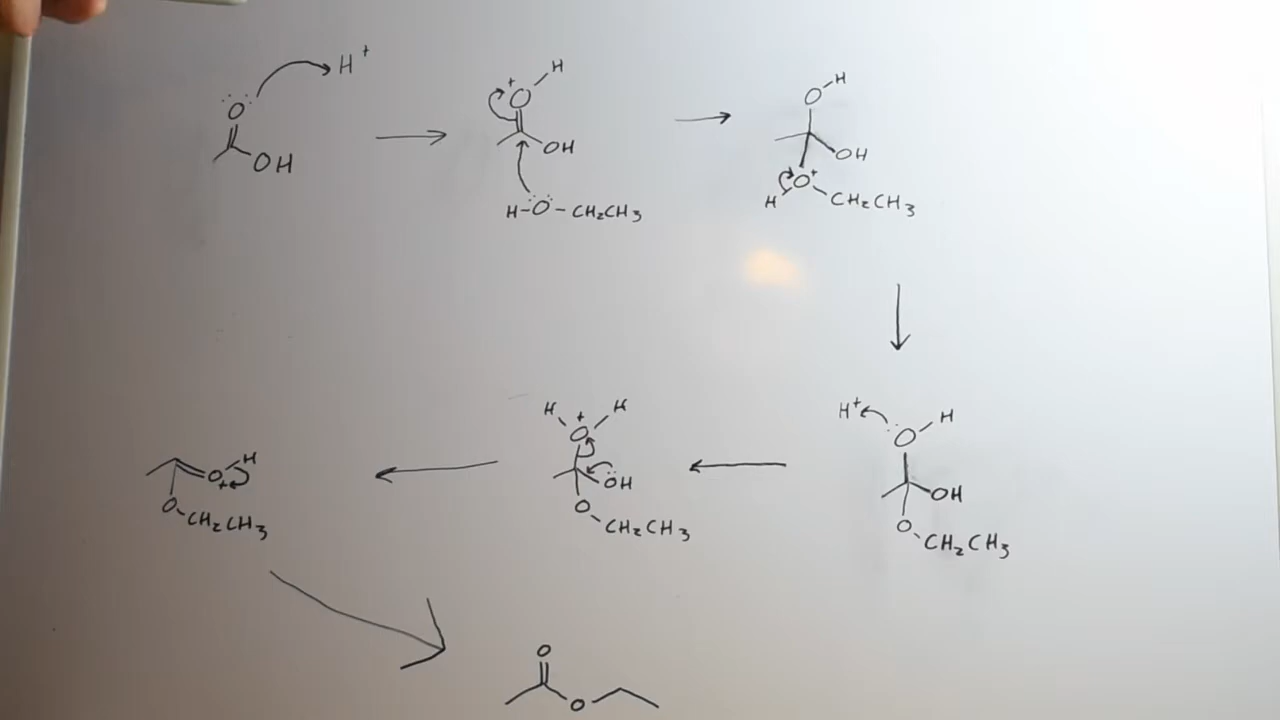 H+
O
OH
+
O H
OH
H-O-CH2CH3
O H
OH
H O+ CH2CH3
H+
O H
OH
O CH2CH3
H + H
O
OH
O CH2CH3
O H
+
O CH2CH3
O
O